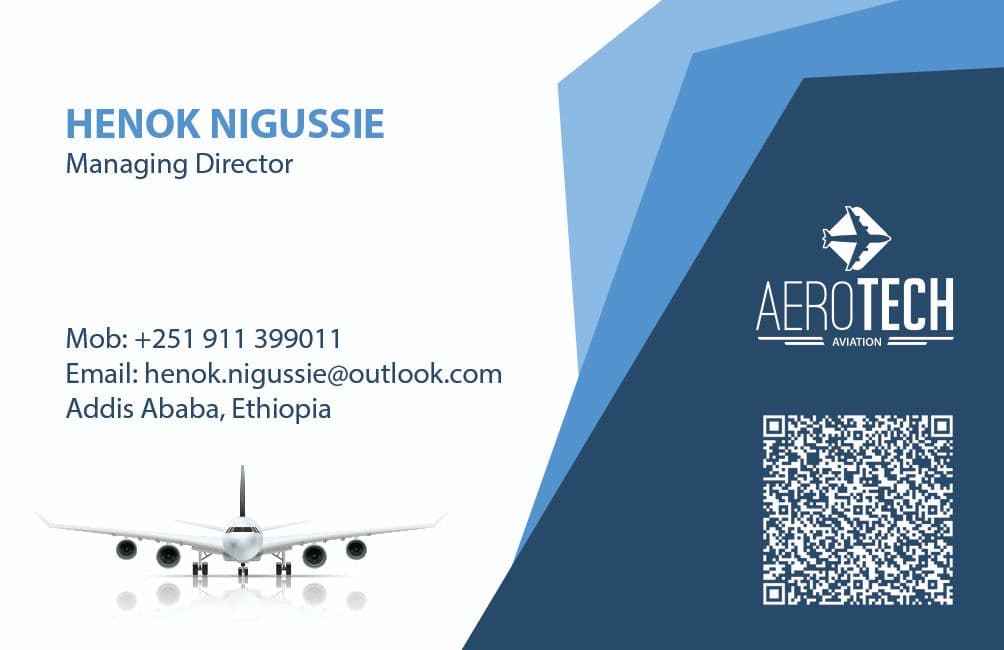 HENOK NIGUSSIE
Managing Director
Mob: +251 911 399011
Email: henok.nigussie@outlook.com
Addis Ababa, Ethiopia
AEROTECH
AVIATION